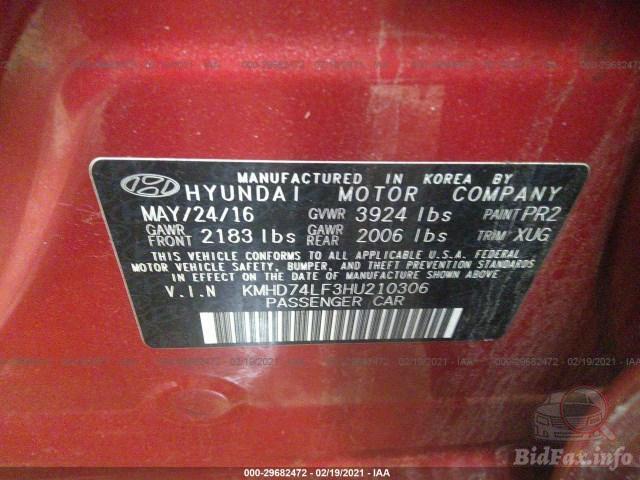 MANUFACTURED IN KOREA BY
HYUNDAI MOTOR COMPANY
MAY/24/16 GVWR 3924 lbs PAINT PR2
GAWR FRONT 2183 lbs GAWR REAR 2006 lbs TRIM XUG
THIS VEHICLE CONFORMS TO ALL APPLICABLE U.S.A. FEDERAL
MOTOR VEHICLE SAFETY, BUMPER, AND THEFT PREVENTION STANDARDS
IN EFFECT ON THE DATE OF MANUFACTURE SHOWN ABOVE
V.I.N KMHD74LF3HU210306
PASSENGER CAR
BidFax.info
000-29682472 - 02/19/2021 - IAA